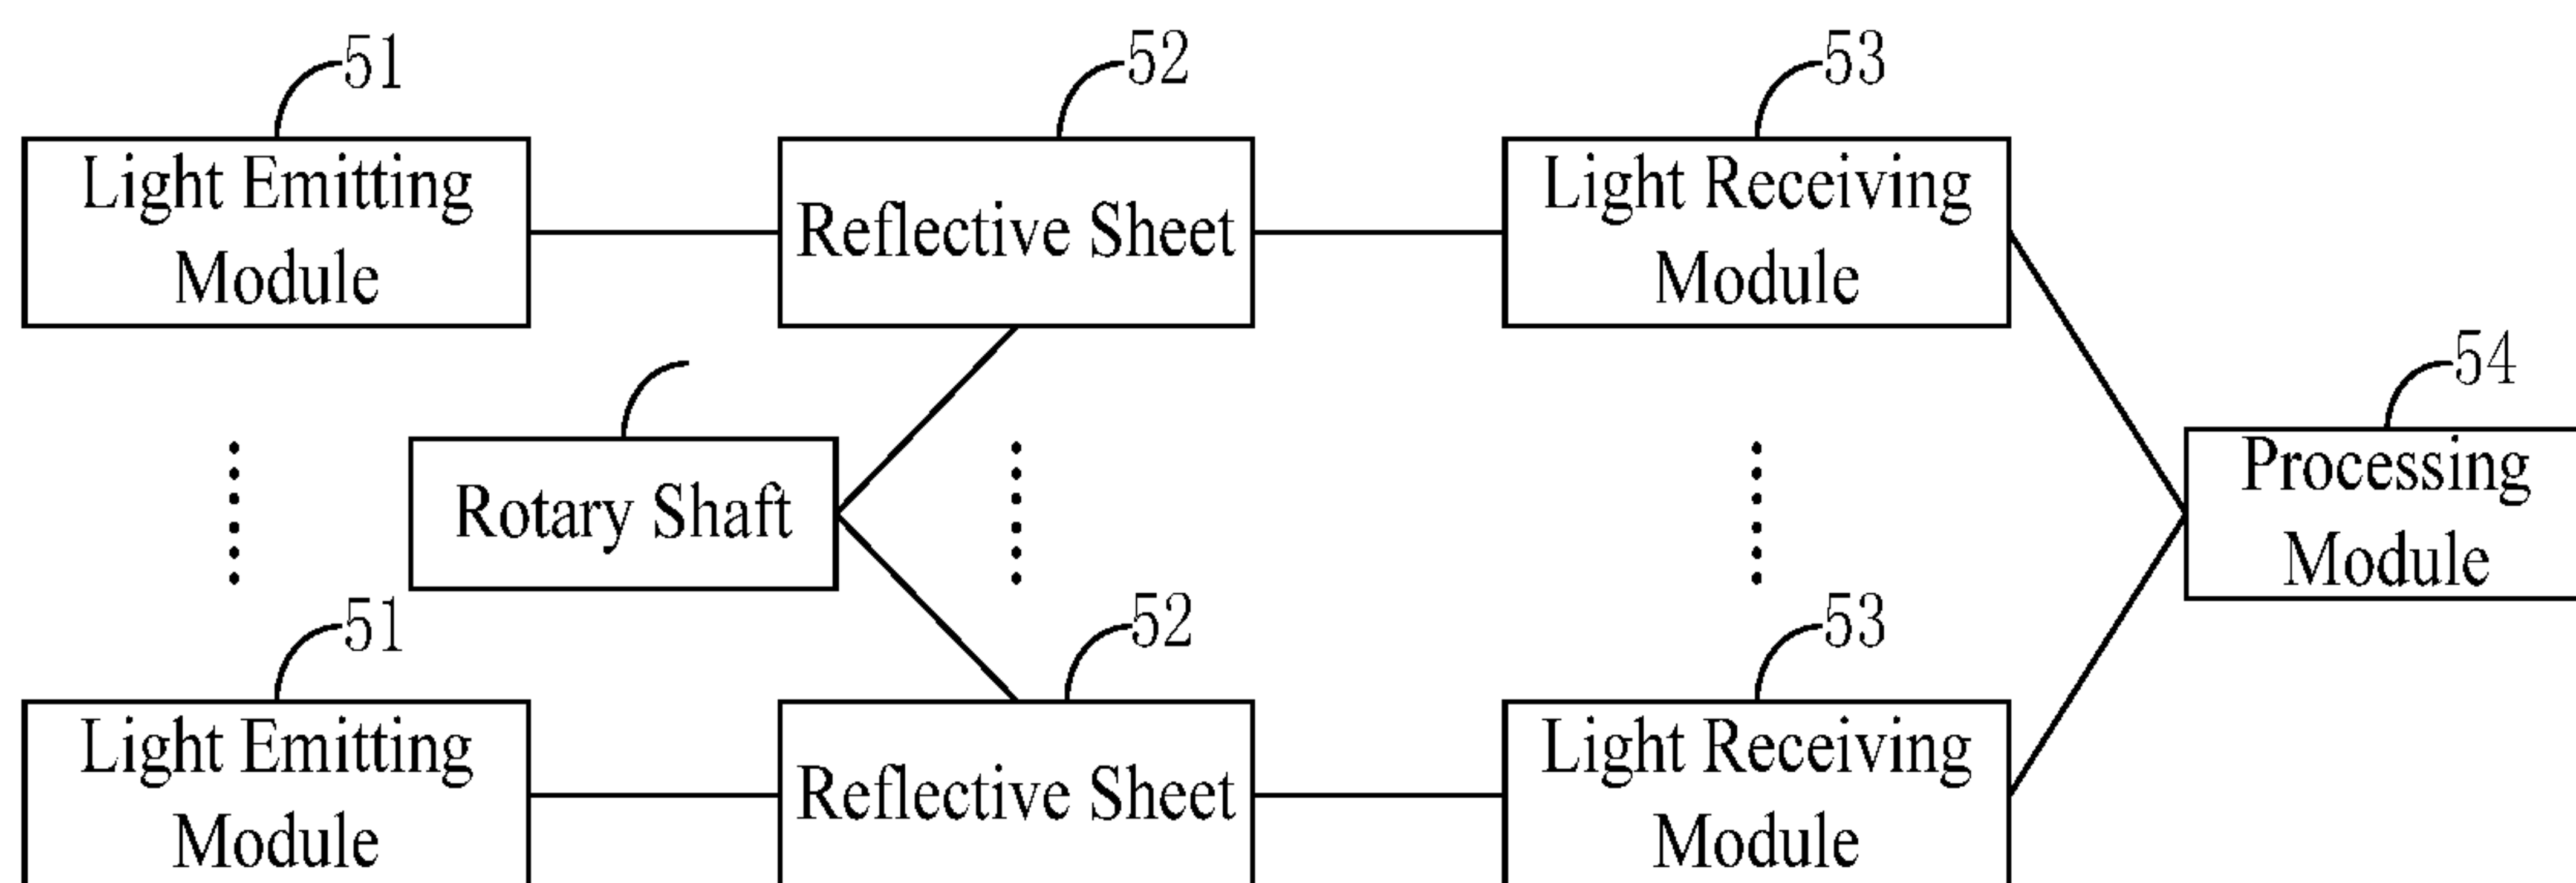 51
52
53
Light Emitting
Module
Reflective Sheet
Light Receiving
Module
54
Rotary Shaft
Processing
Module
51
52
53
Light Emitting
Module
Reflective Sheet
Light Receiving
Module